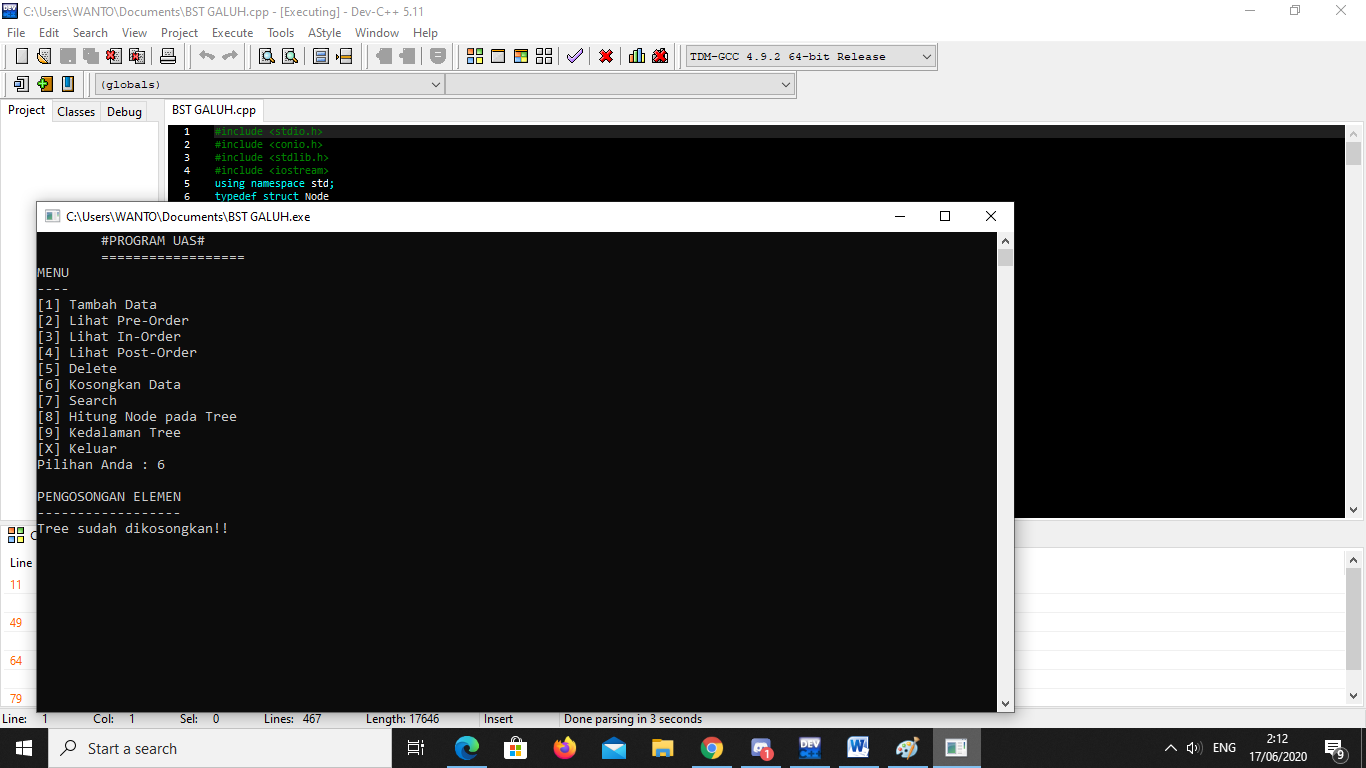 C:\Users\WANTO\Documents\BST GALUH.cpp - [Executing] - Dev-C++ 5.11
File Edit Search View Project Execute Tools AStyle Window Help
TDM-GCC 4.9.2 64-bit Release
(globals)
Project Classes Debug
BST GALUH.cpp
1 #include <stdio.h>
2 #include <conio.h>
3 #include <stdlib.h>
4 #include <iostream>
5 using namespace std;
6 typedef struct Node
C:\Users\WANTO\Documents\BST GALUH.exe
#PROGRAM UAS#
==================
MENU
----
[1] Tambah Data
[2] Lihat Pre-Order
[3] Lihat In-Order
[4] Lihat Post-Order
[5] Delete
[6] Kosongkan Data
[7] Search
[8] Hitung Node pada Tree
[9] Kedalaman Tree
[X] Keluar
Pilihan Anda : 6
PENGOSONGAN ELEMEN
------------------
Tree sudah dikosongkan!!
Line
11
49
64
79
Line: 1 Col: 1 Sel: 0 Lines: 467 Length: 17646 Insert Done parsing in 3 seconds
Start a search
DEV
1
ENG
2:12
17/06/2020
9